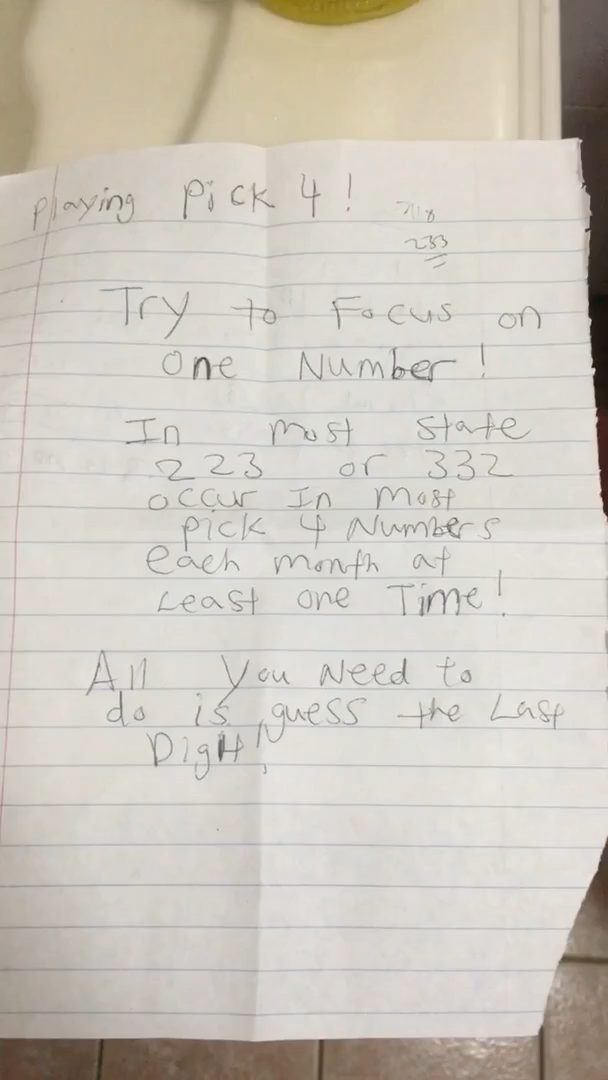 playing Pick 4!
233
Try to Focus on
one Number!
In most state
223 or 332
occur In most
pick 4 Numbers
each month at
Least one Time!
All you Need to
do is guess the Last
Digit!